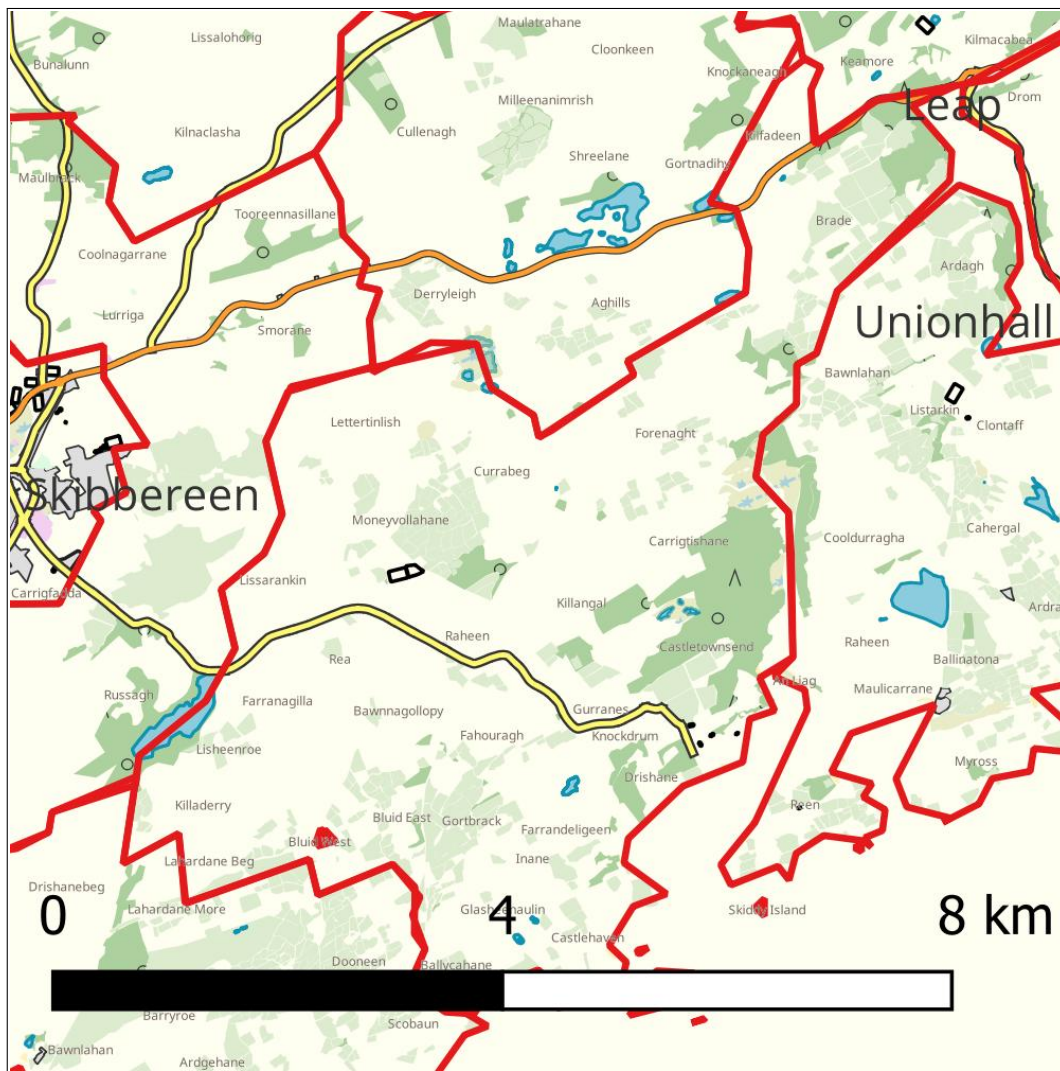 Maulatrahane
Lissalohorig
Kilmacabea
Cloonkeen
Bunalunn
Keamore
Knockaneagh
Drom
Milleenanimrish
Leap
Kilnaclasha
Cullenagh
Kilfadeen
Shreelane
Gortnadihy
Maulbrack
Tooreennasillane
Brade
Coolnagarrane
Ardagh
Derryleigh
Aghills
Lurriga
Unionhall
Smorane
Bawnlahan
Listarkin
Lettertinlish
Clontaff
Forenaght
Currabeg
Skibbereen
Moneyvollahane
Cahergal
Carrigtishane
Cooldurragha
Lissarankin
Carrigfadda
Killangal
Ardra
Raheen
Raheen
Castletownsend
Rea
Ballinatona
An Liag
Maulicarrane
Russagh
Farranagilla
Bawnnagollopy
Gurranes
Fahouragh
Knockdrum
Lisheenroe
Myross
Drishane
Killaderry
Reen
Bluid East
Gortbrack
Farrandeligeen
Bluid West
Lahardane Beg
Inane
Drishanebeg
Lahardane More
Glasheenaulin
Skiddy Island
0 4 8 km
Castlehaven
Dooneen
Ballycahane
Barryroe
Scobaun
Bawnlahan
Ardgehane